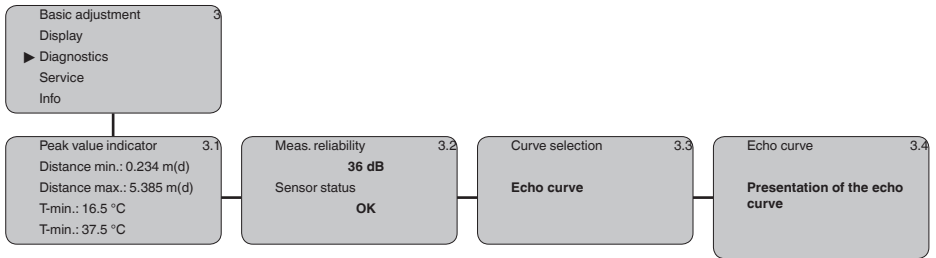 Basic adjustment 3
Display
▶ Diagnostics
Service
Info
Peak value indicator 3.1
Distance min.: 0.234 m(d)
Distance max.: 5.385 m(d)
T-min.: 16.5 °C
T-min.: 37.5 °C
Meas. reliability 3.2
36 dB
Sensor status
OK
Curve selection 3.3
Echo curve
Echo curve 3.4
Presentation of the echo
curve